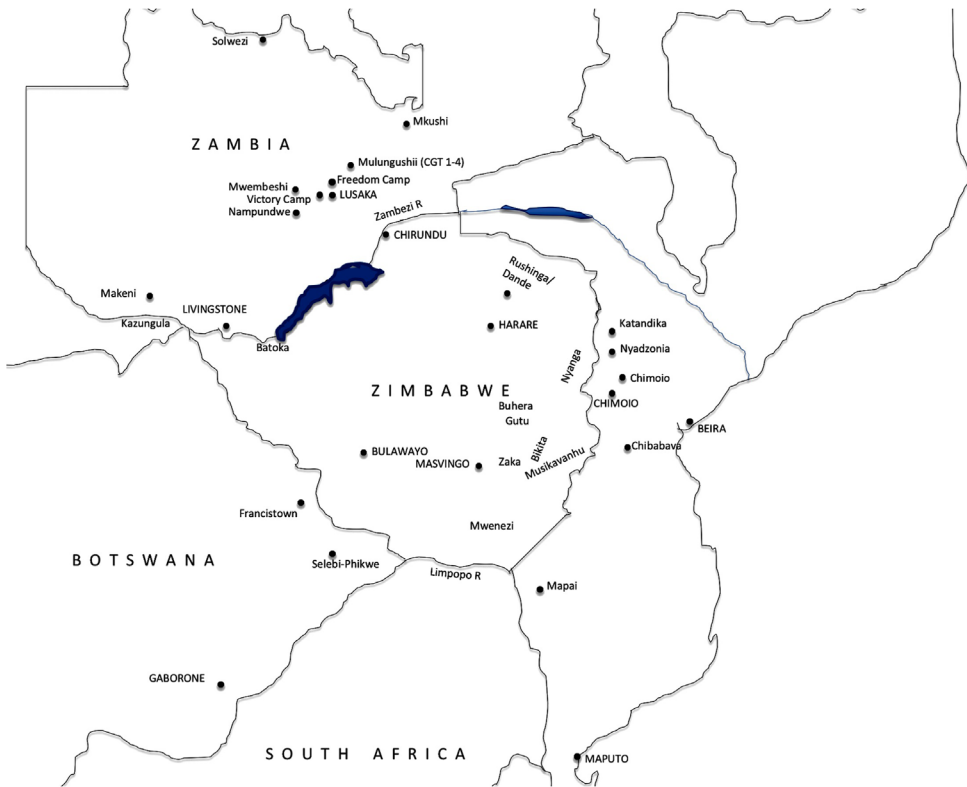 Solwezi
Mkushi
ZAMBIA
Mulungushii (CGT 1-4)
Freedom Camp
Mwembeshi
LUSAKA
Victory Camp
Nampundwe
Zambezi R
CHIRUNDU
Rushinga/
Dande
Makeni
LIVINGSTONE
Kazungula
HARARE
Katandika
Batoka
Nyadzonia
Nyanga
Chimoio
ZIMBABWE
CHIMOIO
Buhera
Gutu
BEIRA
Bikita
Chibabava
BULAWAYO
MASVINGO
Zaka
Musikavanhu
Francistown
Mwenezi
BOTSWANA
Selebi-Phikwe
Limpopo R
Mapai
GABORONE
SOUTH AFRICA
MAPUTO